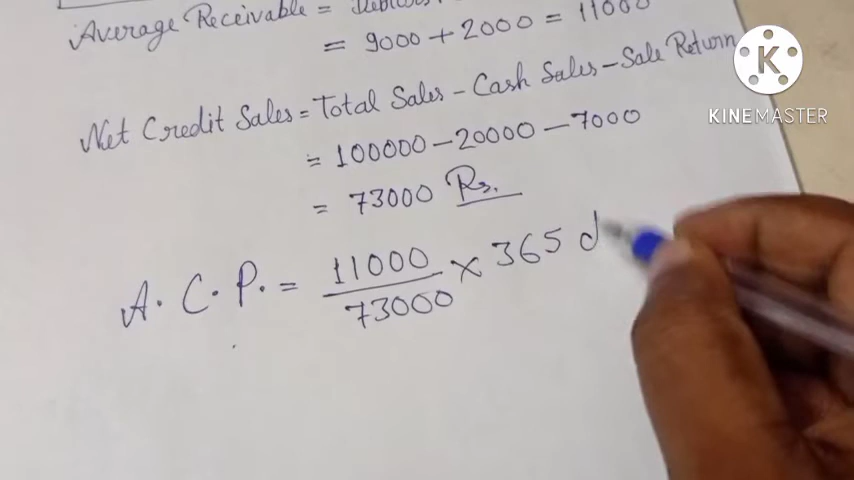 Average Receivable =
= 9000 + 2000 = 11000
Net Credit Sales = Total Sales - Cash Sales - Sale Return
= 100000 - 20000 - 7000
= 73000 Rs.
A.C.P. = 11000 / 73000 × 365 d
K
KINEMASTER